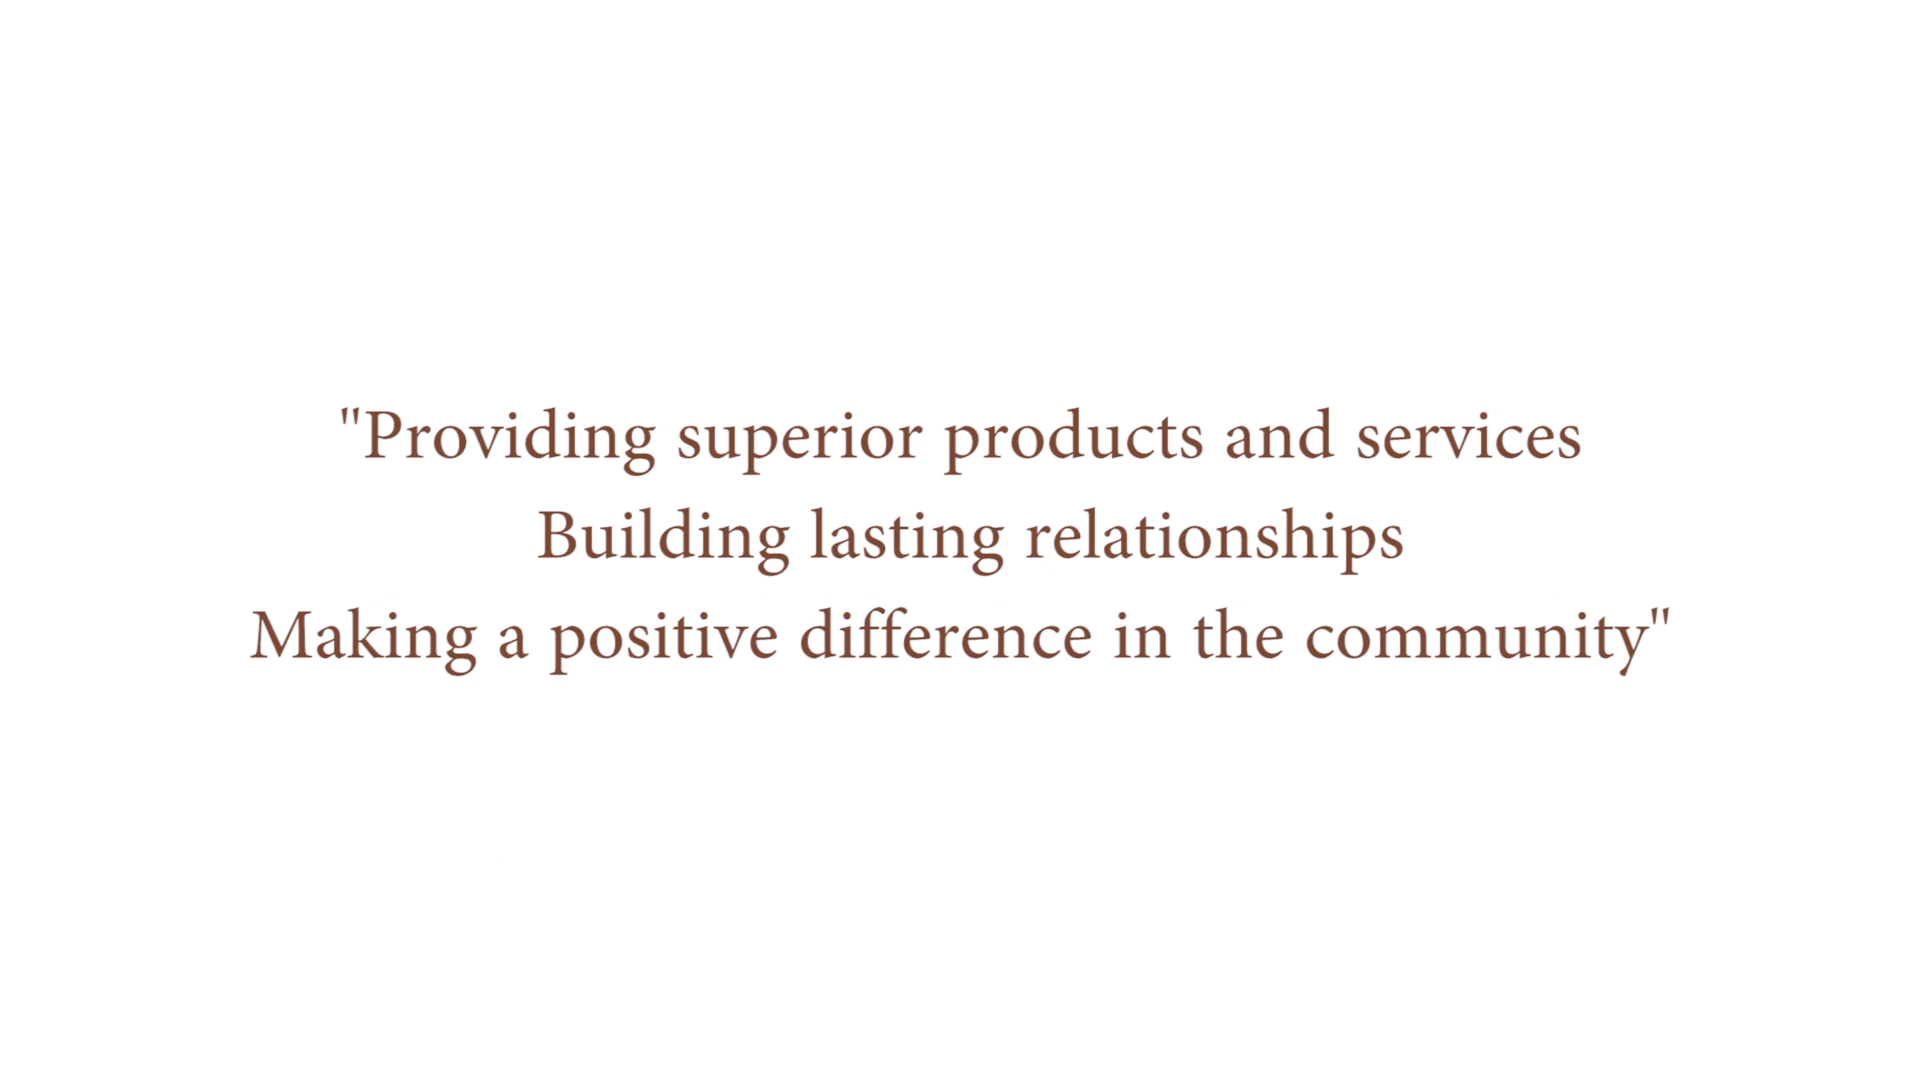 "Providing superior products and services
Building lasting relationships
Making a positive difference in the community"